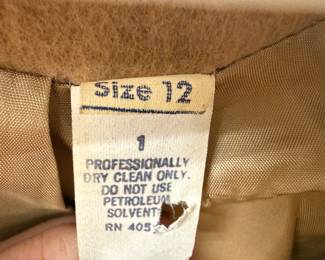 Size 12
1
PROFESSIONALLY
DRY CLEAN ONLY.
DO NOT USE
PETROLEUM
SOLVENT
RN 405